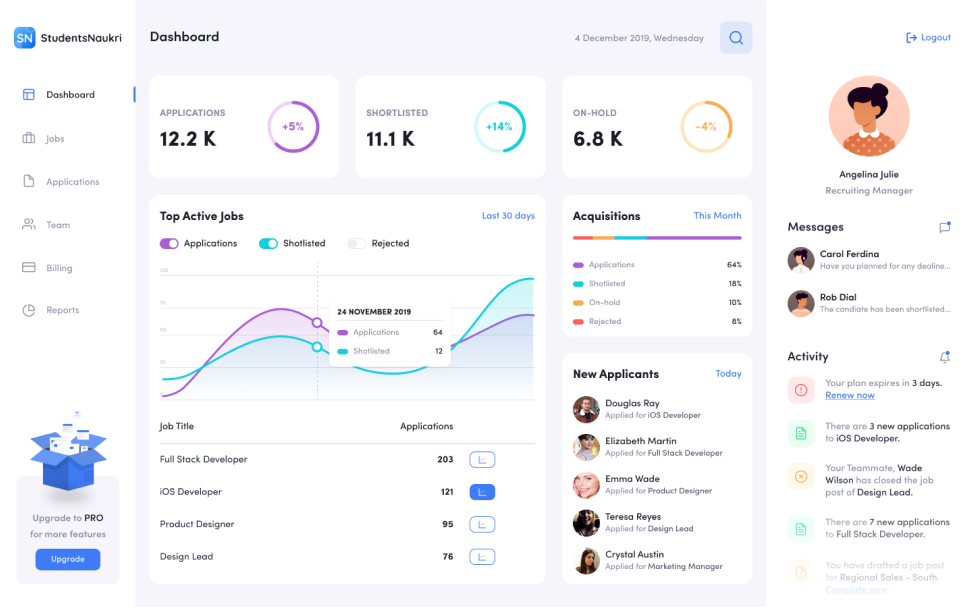 SN StudentsNaukri
Dashboard
Jobs
Applications
Team
Billing
Reports
Upgrade to PRO
for more features
Upgrade
Dashboard
4 December 2019, Wednesday
APPLICATIONS
12.2 K
+5%
SHORTLISTED
11.1 K
+14%
ON-HOLD
6.8 K
-4%
Top Active Jobs
Last 30 days
Applications
Shotlisted
Rejected
100
75
50
25
0
24 NOVEMBER 2019
Applications 64
Shotlisted 12
Job Title Applications
Full Stack Developer 203
iOS Developer 121
Product Designer 95
Design Lead 76
Acquisitions
This Month
Applications 64%
Shotlisted 18%
On-hold 10%
Rejected 8%
New Applicants
Today
Douglas Ray
Applied for iOS Developer
Elizabeth Martin
Applied for Full Stack Developer
Emma Wade
Applied for Product Designer
Teresa Reyes
Applied for Design Lead
Crystal Austin
Applied for Marketing Manager
Logout
Angelina Julie
Recruiting Manager
Messages
Carol Ferdina
Have you planned for any dealine...
Rob Dial
The candiate has been shortlisted...
Activity
Your plan expires in 3 days.
Renew now
There are 3 new applications
to iOS Developer.
Your Teammate, Wade
Wilson has closed the job
post of Design Lead.
There are 7 new applications
to Full Stack Developer.
You have drafted a job post
for Regional Sales - South.
Complete now